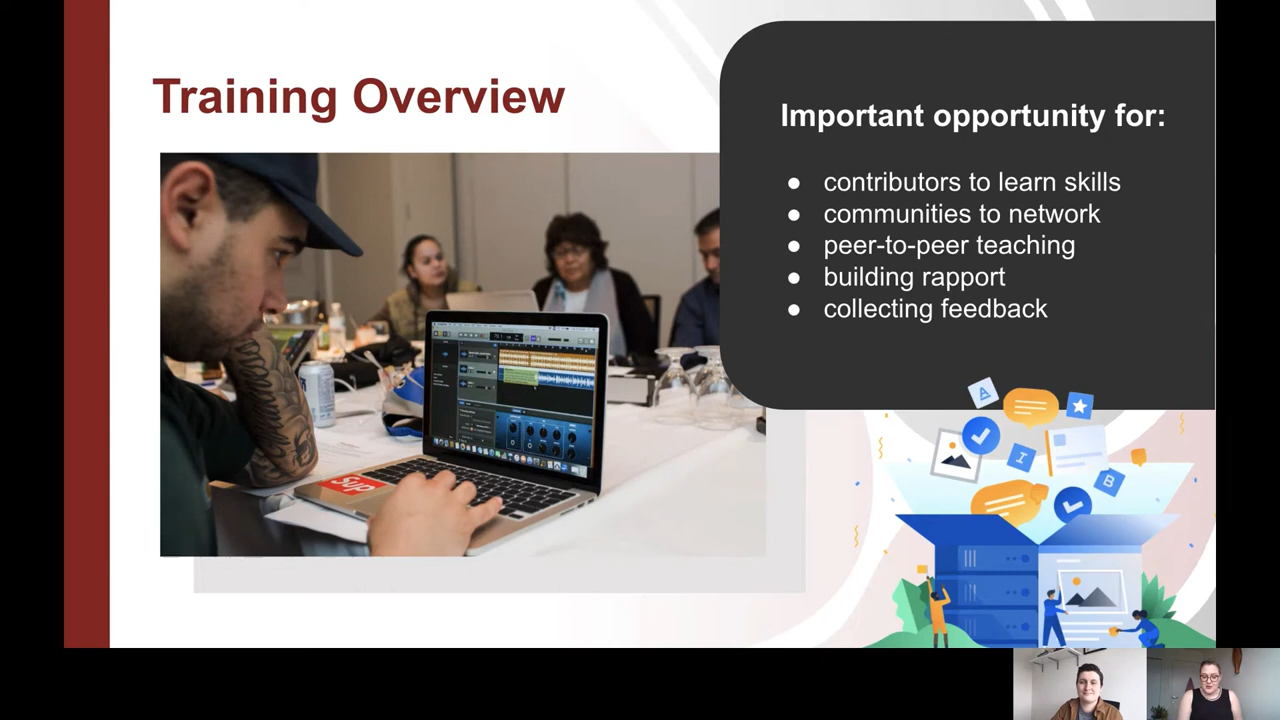 Training Overview
Important opportunity for:
● contributors to learn skills
● communities to network
● peer-to-peer teaching
● building rapport
● collecting feedback
Sup
A
I
B